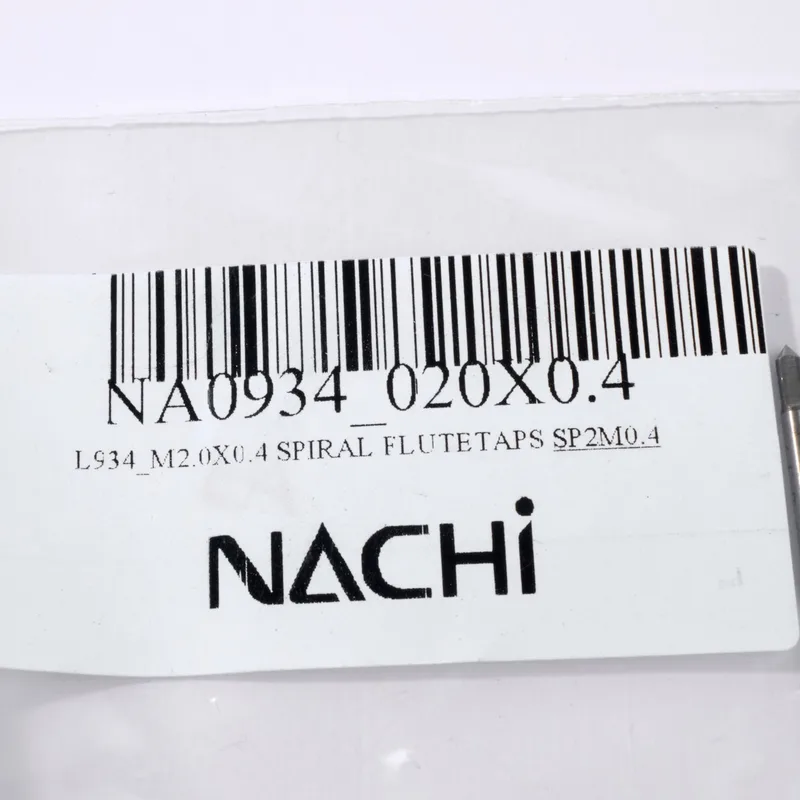 NA0934_020X0.4
L934_M2.0X0.4 SPIRAL FLUTETAPS SP2M0.4
NACHi